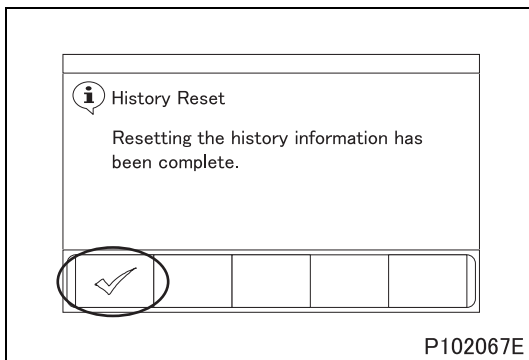 i History Reset
Resetting the history information has
been complete.
P102067E